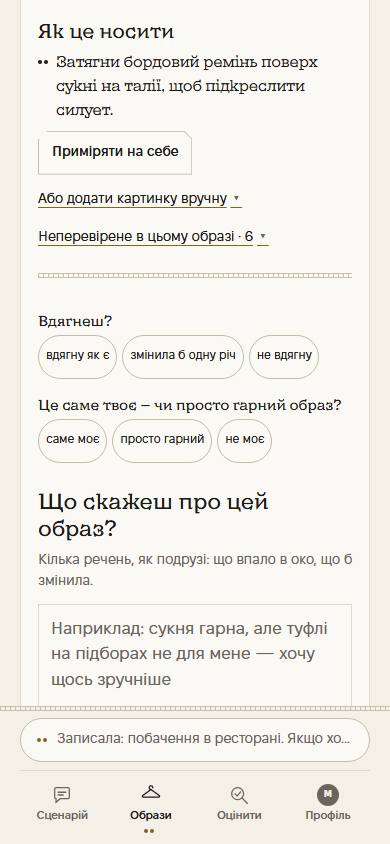 Як це носити
•• Затягни бордовий ремінь поверх
сукні на талії, щоб підкреслити
силует.
Приміряти на себе
Або додати картинку вручну ▾
Неперевірене в цьому образі · 6 ▾
Вдягнеш?
вдягну як є
змінила б одну річ
не вдягну
Це саме твоє — чи просто гарний образ?
саме моє
просто гарний
не моє
Що скажеш про цей
образ?
Кілька речень, як подрузі: що впало в око, що б
змінила.
Наприклад: сукня гарна, але туфлі
на підборах не для мене — хочу
щось зручніше
•• Записала: побачення в ресторані. Якщо хо...
Сценарій
Образи
Оцінити
М
Профіль